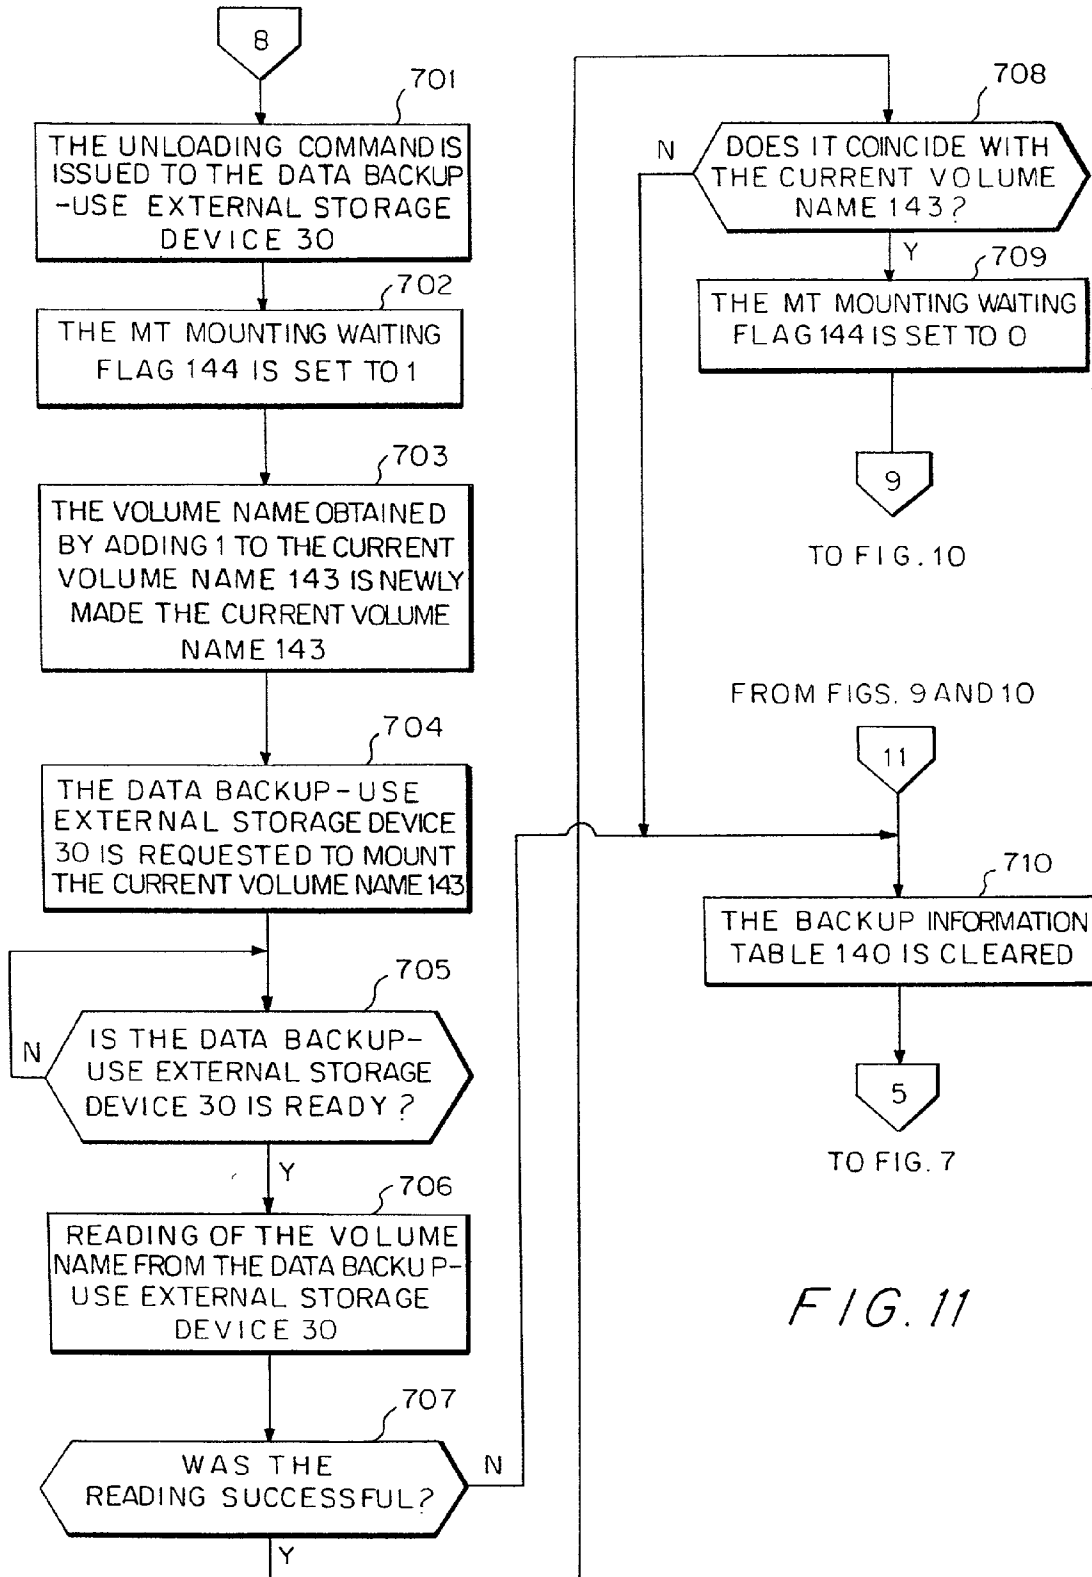 8
701
THE UNLOADING COMMAND IS
ISSUED TO THE DATA BACKUP
-USE EXTERNAL STORAGE
DEVICE 30
702
THE MT MOUNTING WAITING
FLAG 144 IS SET TO 1
703
THE VOLUME NAME OBTAINED
BY ADDING 1 TO THE CURRENT
VOLUME NAME 143 IS NEWLY
MADE THE CURRENT VOLUME
NAME 143
704
THE DATA BACKUP-USE
EXTERNAL STORAGE DEVICE
30 IS REQUESTED TO MOUNT
THE CURRENT VOLUME NAME 143
705
N
IS THE DATA BACKUP-
USE EXTERNAL STORAGE
DEVICE 30 IS READY?
Y
706
READING OF THE VOLUME
NAME FROM THE DATA BACKUP-
USE EXTERNAL STORAGE
DEVICE 30
707
WAS THE
READING SUCCESSFUL?
N
Y
708
N
DOES IT COINCIDE WITH
THE CURRENT VOLUME
NAME 143?
Y
709
THE MT MOUNTING WAITING
FLAG 144 IS SET TO 0
9
TO FIG. 10
FROM FIGS. 9 AND 10
11
710
THE BACKUP INFORMATION
TABLE 140 IS CLEARED
5
TO FIG. 7
FIG. 11